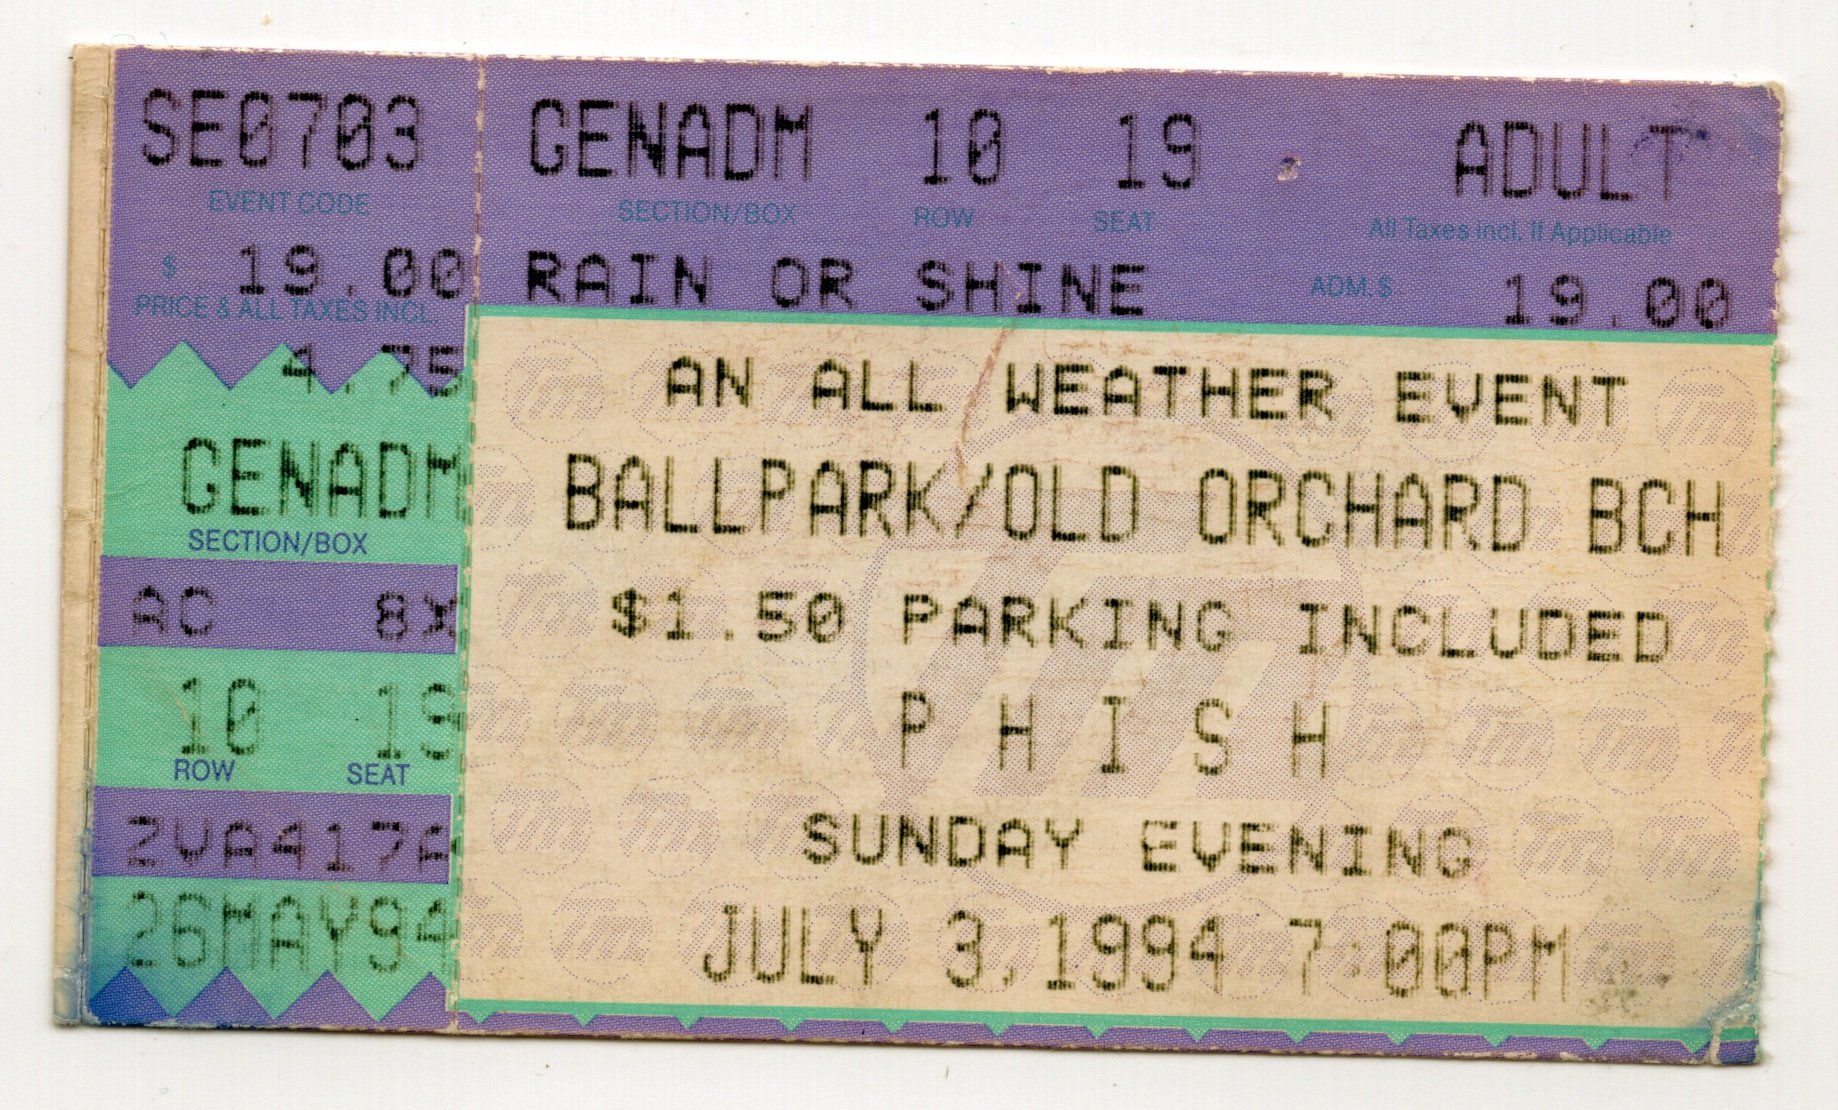 SE0703
EVENT CODE
$ 19.00
PRICE & ALL TAXES INCL.
4.75
GENADM
SECTION/BOX
AC 8X
10 19
ROW SEAT
ZVA417A
26MAY94
GENADM 10 19 ADULT
SECTION/BOX ROW SEAT All Taxes incl. If Applicable
RAIN OR SHINE ADM.$ 19.00
AN ALL WEATHER EVENT
BALLPARK/OLD ORCHARD BCH
$1.50 PARKING INCLUDED
P H I S H
SUNDAY EVENING
JULY 3,1994 7:00PM